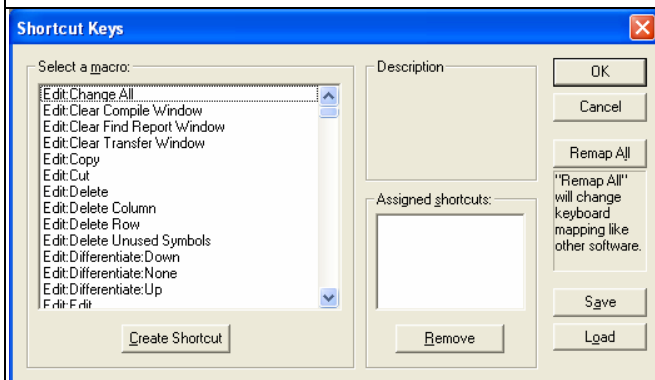 Shortcut Keys
Select a macro:
Edit:Change All
Edit:Clear Compile Window
Edit:Clear Find Report Window
Edit:Clear Transfer Window
Edit:Copy
Edit:Cut
Edit:Delete
Edit:Delete Column
Edit:Delete Row
Edit:Delete Unused Symbols
Edit:Differentiate:Down
Edit:Differentiate:None
Edit:Differentiate:Up
Edit:Edit
Create Shortcut
Description
Assigned shortcuts:
Remove
OK
Cancel
Remap All
"Remap All"
will change
keyboard
mapping like
other software.
Save
Load